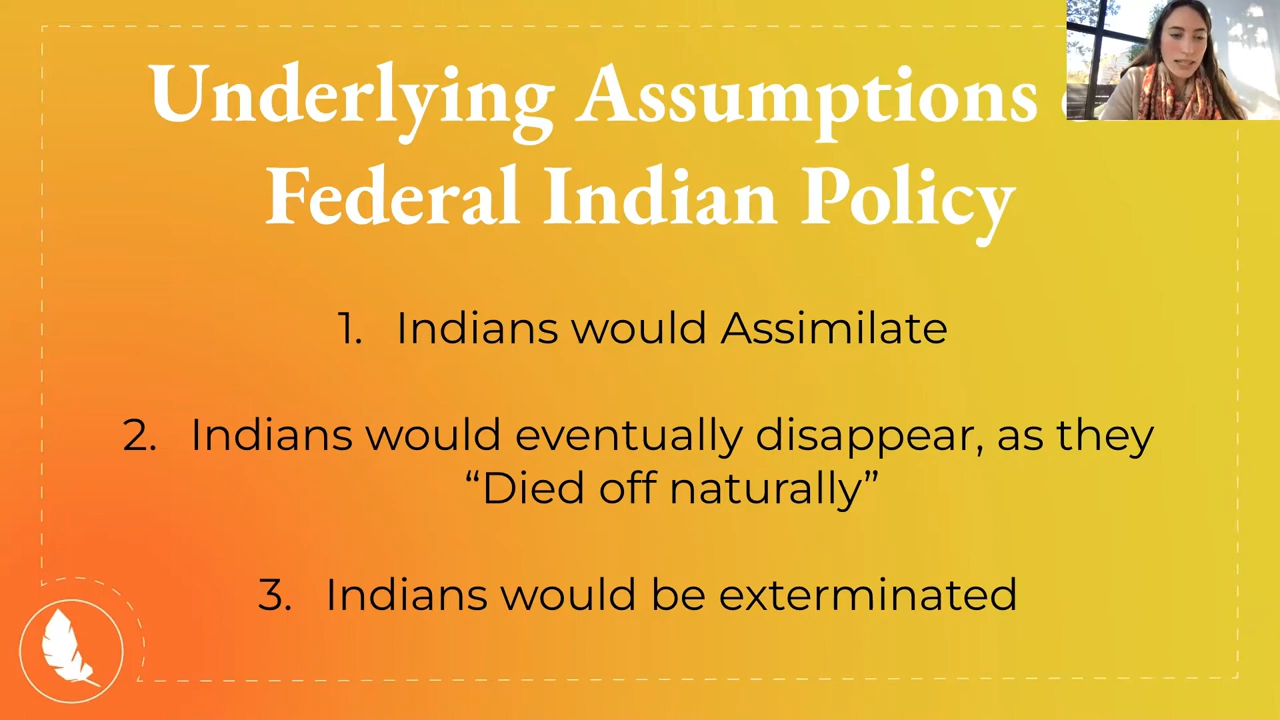 Underlying Assumptions
Federal Indian Policy
1. Indians would Assimilate
2. Indians would eventually disappear, as they
“Died off naturally”
3. Indians would be exterminated